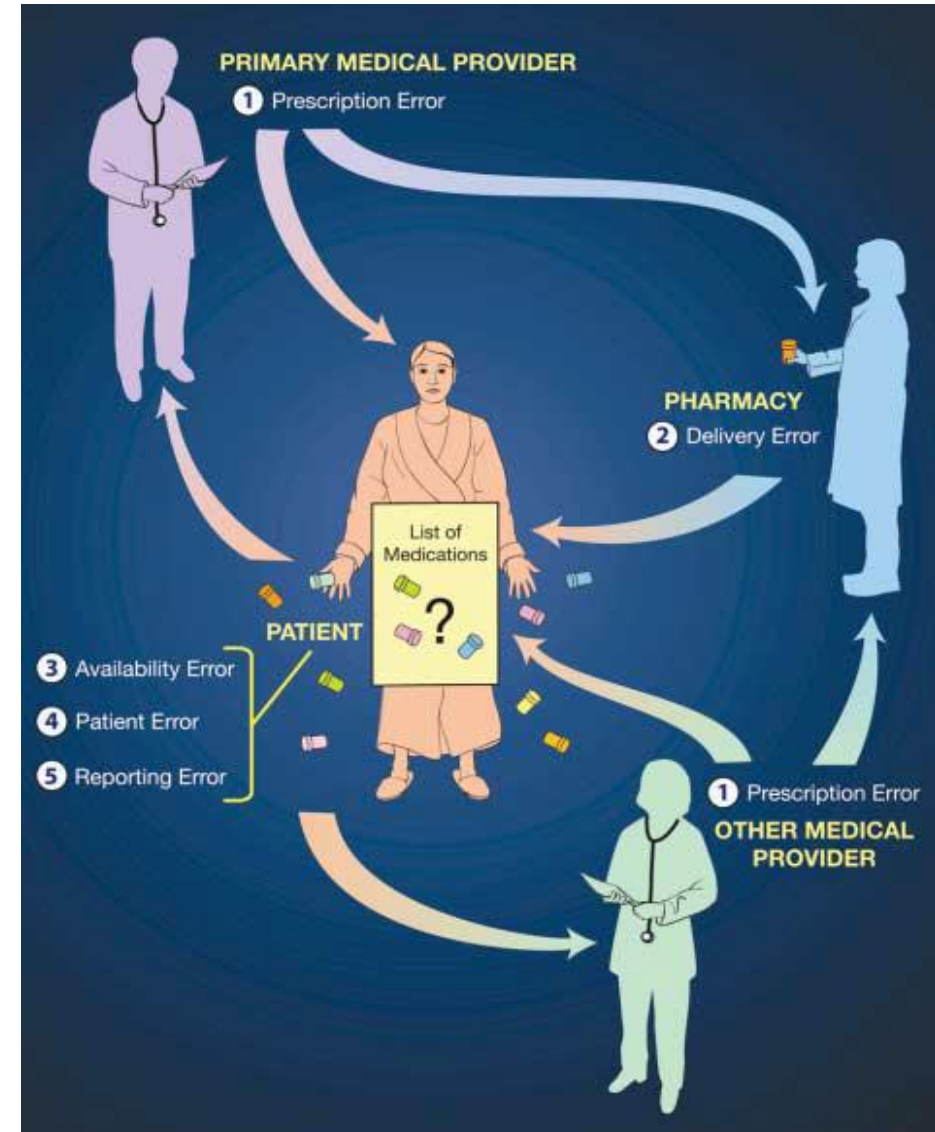 PRIMARY MEDICAL PROVIDER
1 Prescription Error
PHARMACY
2 Delivery Error
List of
Medications
?
PATIENT
3 Availability Error
4 Patient Error
5 Reporting Error
1 Prescription Error
OTHER MEDICAL
PROVIDER